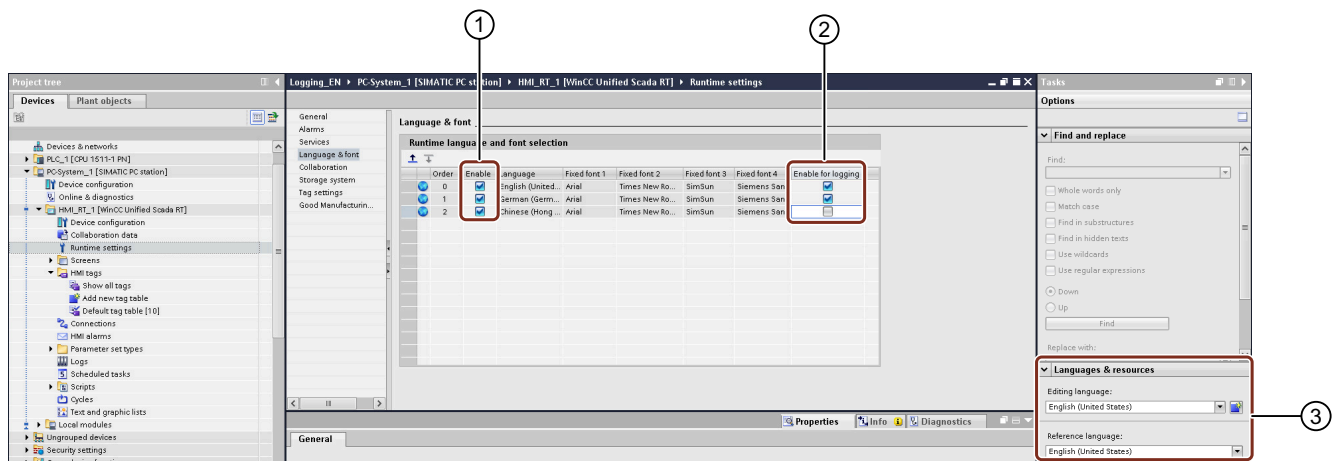 1
2
Project tree
Devices
Plant objects
Devices & networks
PLC_1 [CPU 1511-1 PN]
PC-System_1 [SIMATIC PC station]
Device configuration
Online & diagnostics
HMI_RT_1 [WinCC Unified Scada RT]
Device configuration
Collaboration data
Runtime settings
Screens
HMI tags
Show all tags
Add new tag table
Default tag table [10]
Connections
HMI alarms
Parameter set types
Logs
Scheduled tasks
Scripts
Cycles
Text and graphic lists
Local modules
Ungrouped devices
Security settings
Logging_EN PC-System_1 [SIMATIC PC station] HMI_RT_1 [WinCC Unified Scada RT] Runtime settings
General
Alarms
Services
Language & font
Collaboration
Storage system
Tag settings
Good Manufacturin...
Language & font
Runtime language and font selection
Order Enable Language Fixed font 1 Fixed font 2 Fixed font 3 Fixed font 4 Enable for logging
0 English (United... Arial Times New Ro... SimSun Siemens San
1 German (Germ... Arial Times New Ro... SimSun Siemens San
2 Chinese (Hong ... Arial Times New Ro... SimSun Siemens San
Properties
Info
Diagnostics
General
Tasks
Options
Find and replace
Find:
Whole words only
Match case
Find in substructures
Find in hidden texts
Use wildcards
Use regular expressions
Down
Up
Find
Replace with:
Languages & resources
Editing language:
English (United States)
Reference language:
English (United States)
3